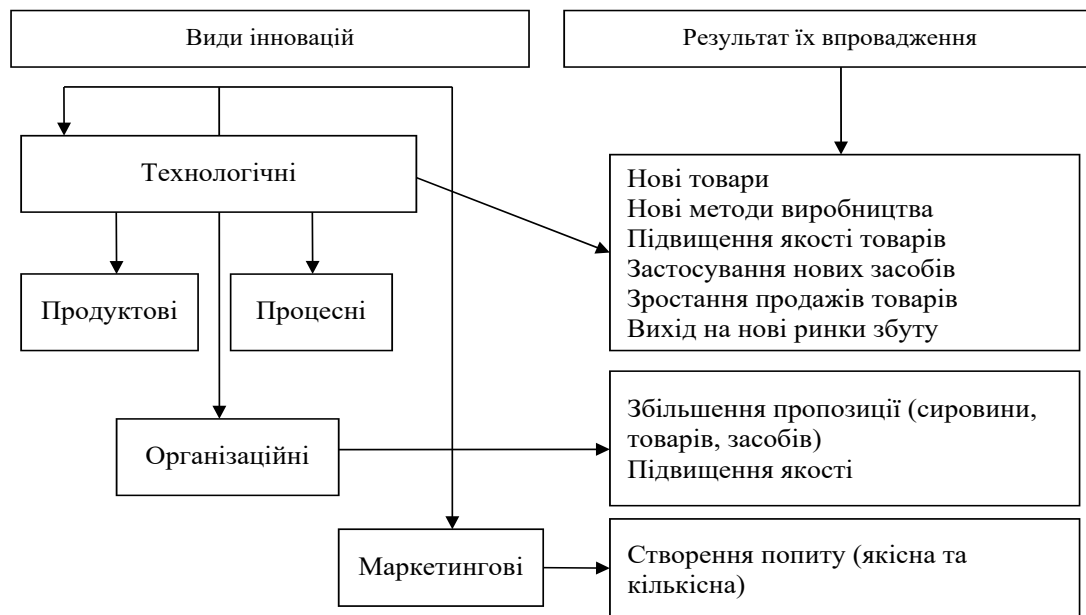 Види інновацій
Результат їх впровадження
Технологічні
Нові товари
Нові методи виробництва
Підвищення якості товарів
Застосування нових засобів
Зростання продажів товарів
Вихід на нові ринки збуту
Продуктові
Процесні
Організаційні
Збільшення пропозиції (сировини,
товарів, засобів)
Підвищення якості
Маркетингові
Створення попиту (якісна та
кількісна)